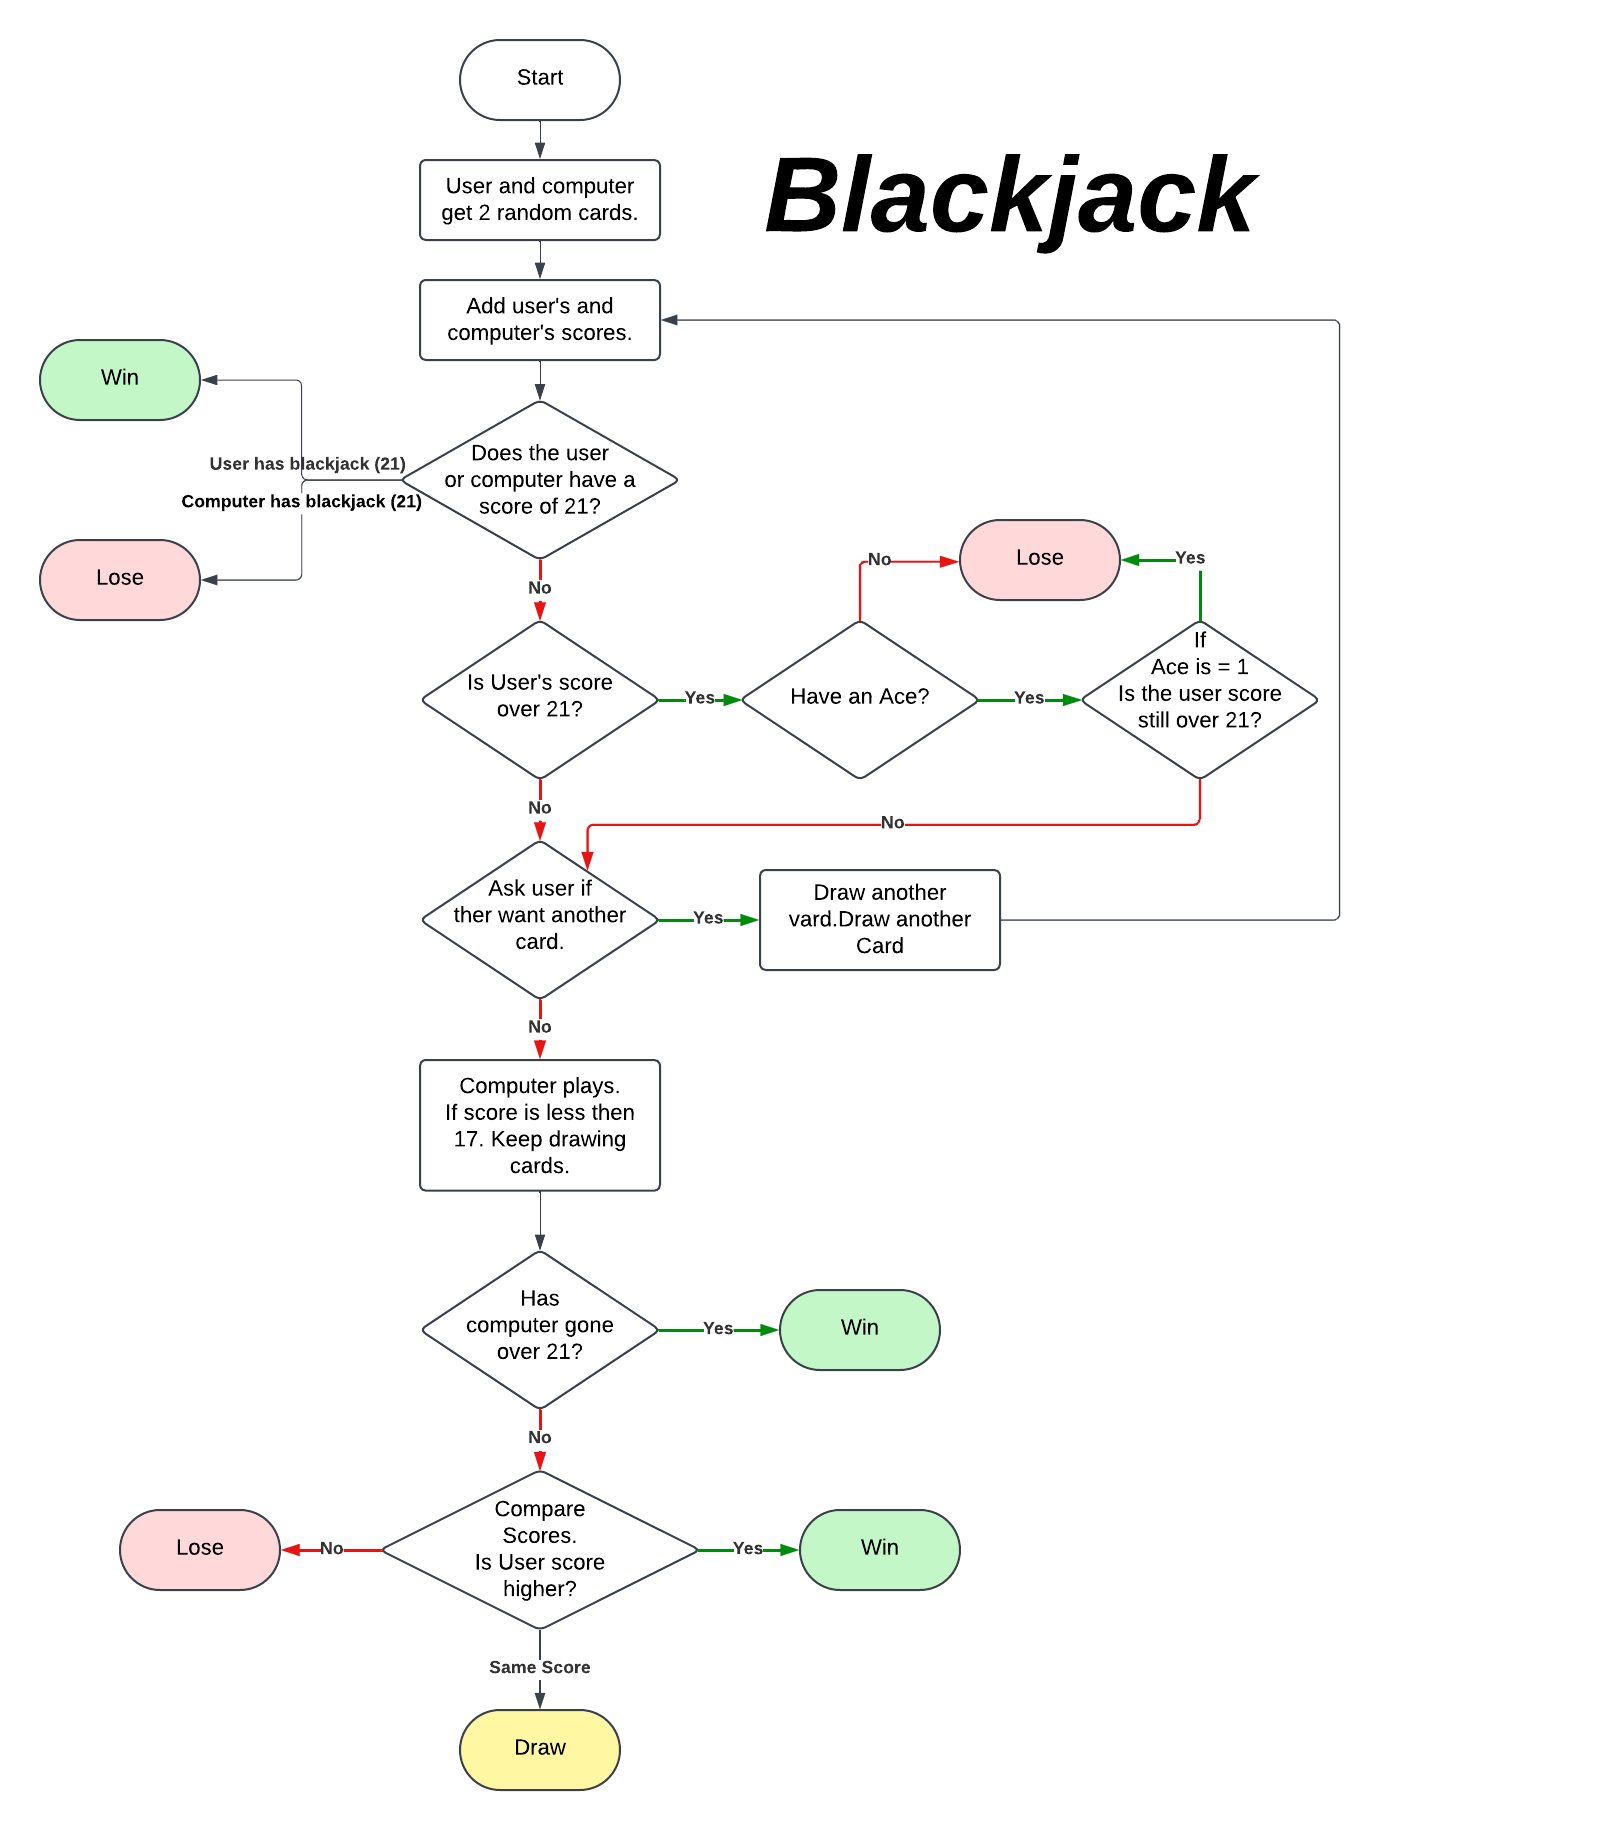 Start
Blackjack
User and computer
get 2 random cards.
Add user's and
computer's scores.
Win
Does the user
or computer have a
score of 21?
User has blackjack (21)
Computer has blackjack (21)
Lose
No
Lose
No
Yes
Is User's score
over 21?
Yes
Have an Ace?
Yes
If
Ace is = 1
Is the user score
still over 21?
No
No
Ask user if
ther want another
card.
Yes
Draw another
vard.Draw another
Card
No
Computer plays.
If score is less then
17. Keep drawing
cards.
Has
computer gone
over 21?
Yes
Win
No
Lose
No
Compare
Scores.
Is User score
higher?
Yes
Win
Same Score
Draw